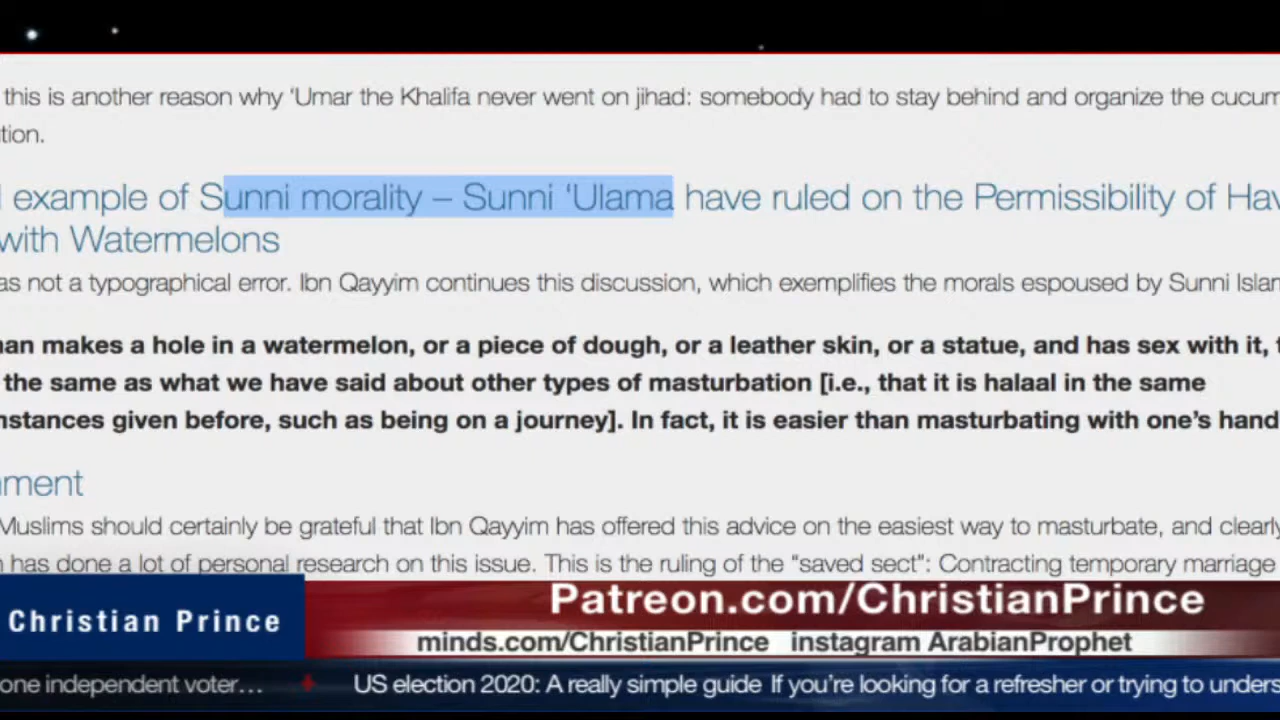 this is another reason why ‘Umar the Khalifa never went on jihad: somebody had to stay behind and organize the cucum
tion.
example of Sunni morality – Sunni ‘Ulama have ruled on the Permissibility of Hav
with Watermelons
as not a typographical error. Ibn Qayyim continues this discussion, which exemplifies the morals espoused by Sunni Islam
nan makes a hole in a watermelon, or a piece of dough, or a leather skin, or a statue, and has sex with it, t
the same as what we have said about other types of masturbation [i.e., that it is halaal in the same
nstances given before, such as being on a journey]. In fact, it is easier than masturbating with one’s hand
nment
Muslims should certainly be grateful that Ibn Qayyim has offered this advice on the easiest way to masturbate, and clearly
has done a lot of personal research on this issue. This is the ruling of the “saved sect”: Contracting temporary marriage
Patreon.com/ChristianPrince
Christian Prince
minds.com/ChristianPrince instagram ArabianProphet
one independent voter... US election 2020: A really simple guide If you’re looking for a refresher or trying to unders